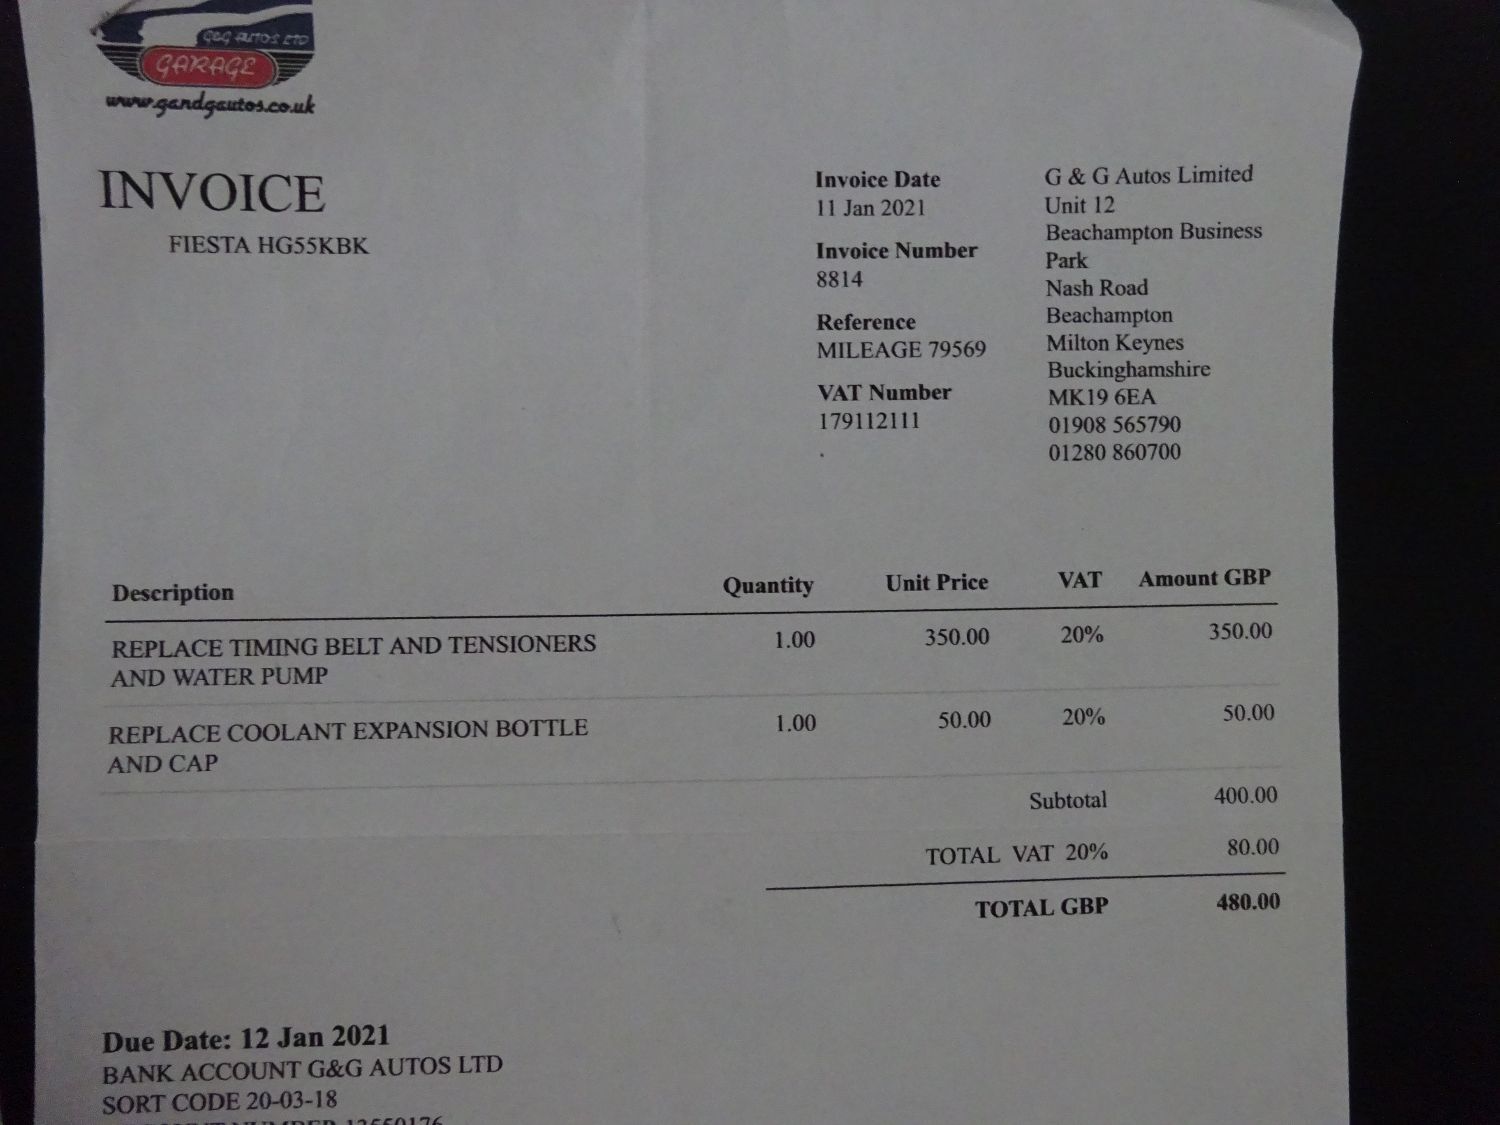 G&G AUTOS LTD
GARAGE
www.gandgautos.co.uk
INVOICE
FIESTA HG55KBK
Invoice Date
11 Jan 2021
Invoice Number
8814
Reference
MILEAGE 79569
VAT Number
179112111
G & G Autos Limited
Unit 12
Beachampton Business
Park
Nash Road
Beachampton
Milton Keynes
Buckinghamshire
MK19 6EA
01908 565790
01280 860700
Description Quantity Unit Price VAT Amount GBP
REPLACE TIMING BELT AND TENSIONERS 1.00 350.00 20% 350.00
AND WATER PUMP
REPLACE COOLANT EXPANSION BOTTLE 1.00 50.00 20% 50.00
AND CAP
Subtotal 400.00
TOTAL VAT 20% 80.00
TOTAL GBP 480.00
Due Date: 12 Jan 2021
BANK ACCOUNT G&G AUTOS LTD
SORT CODE 20-03-18